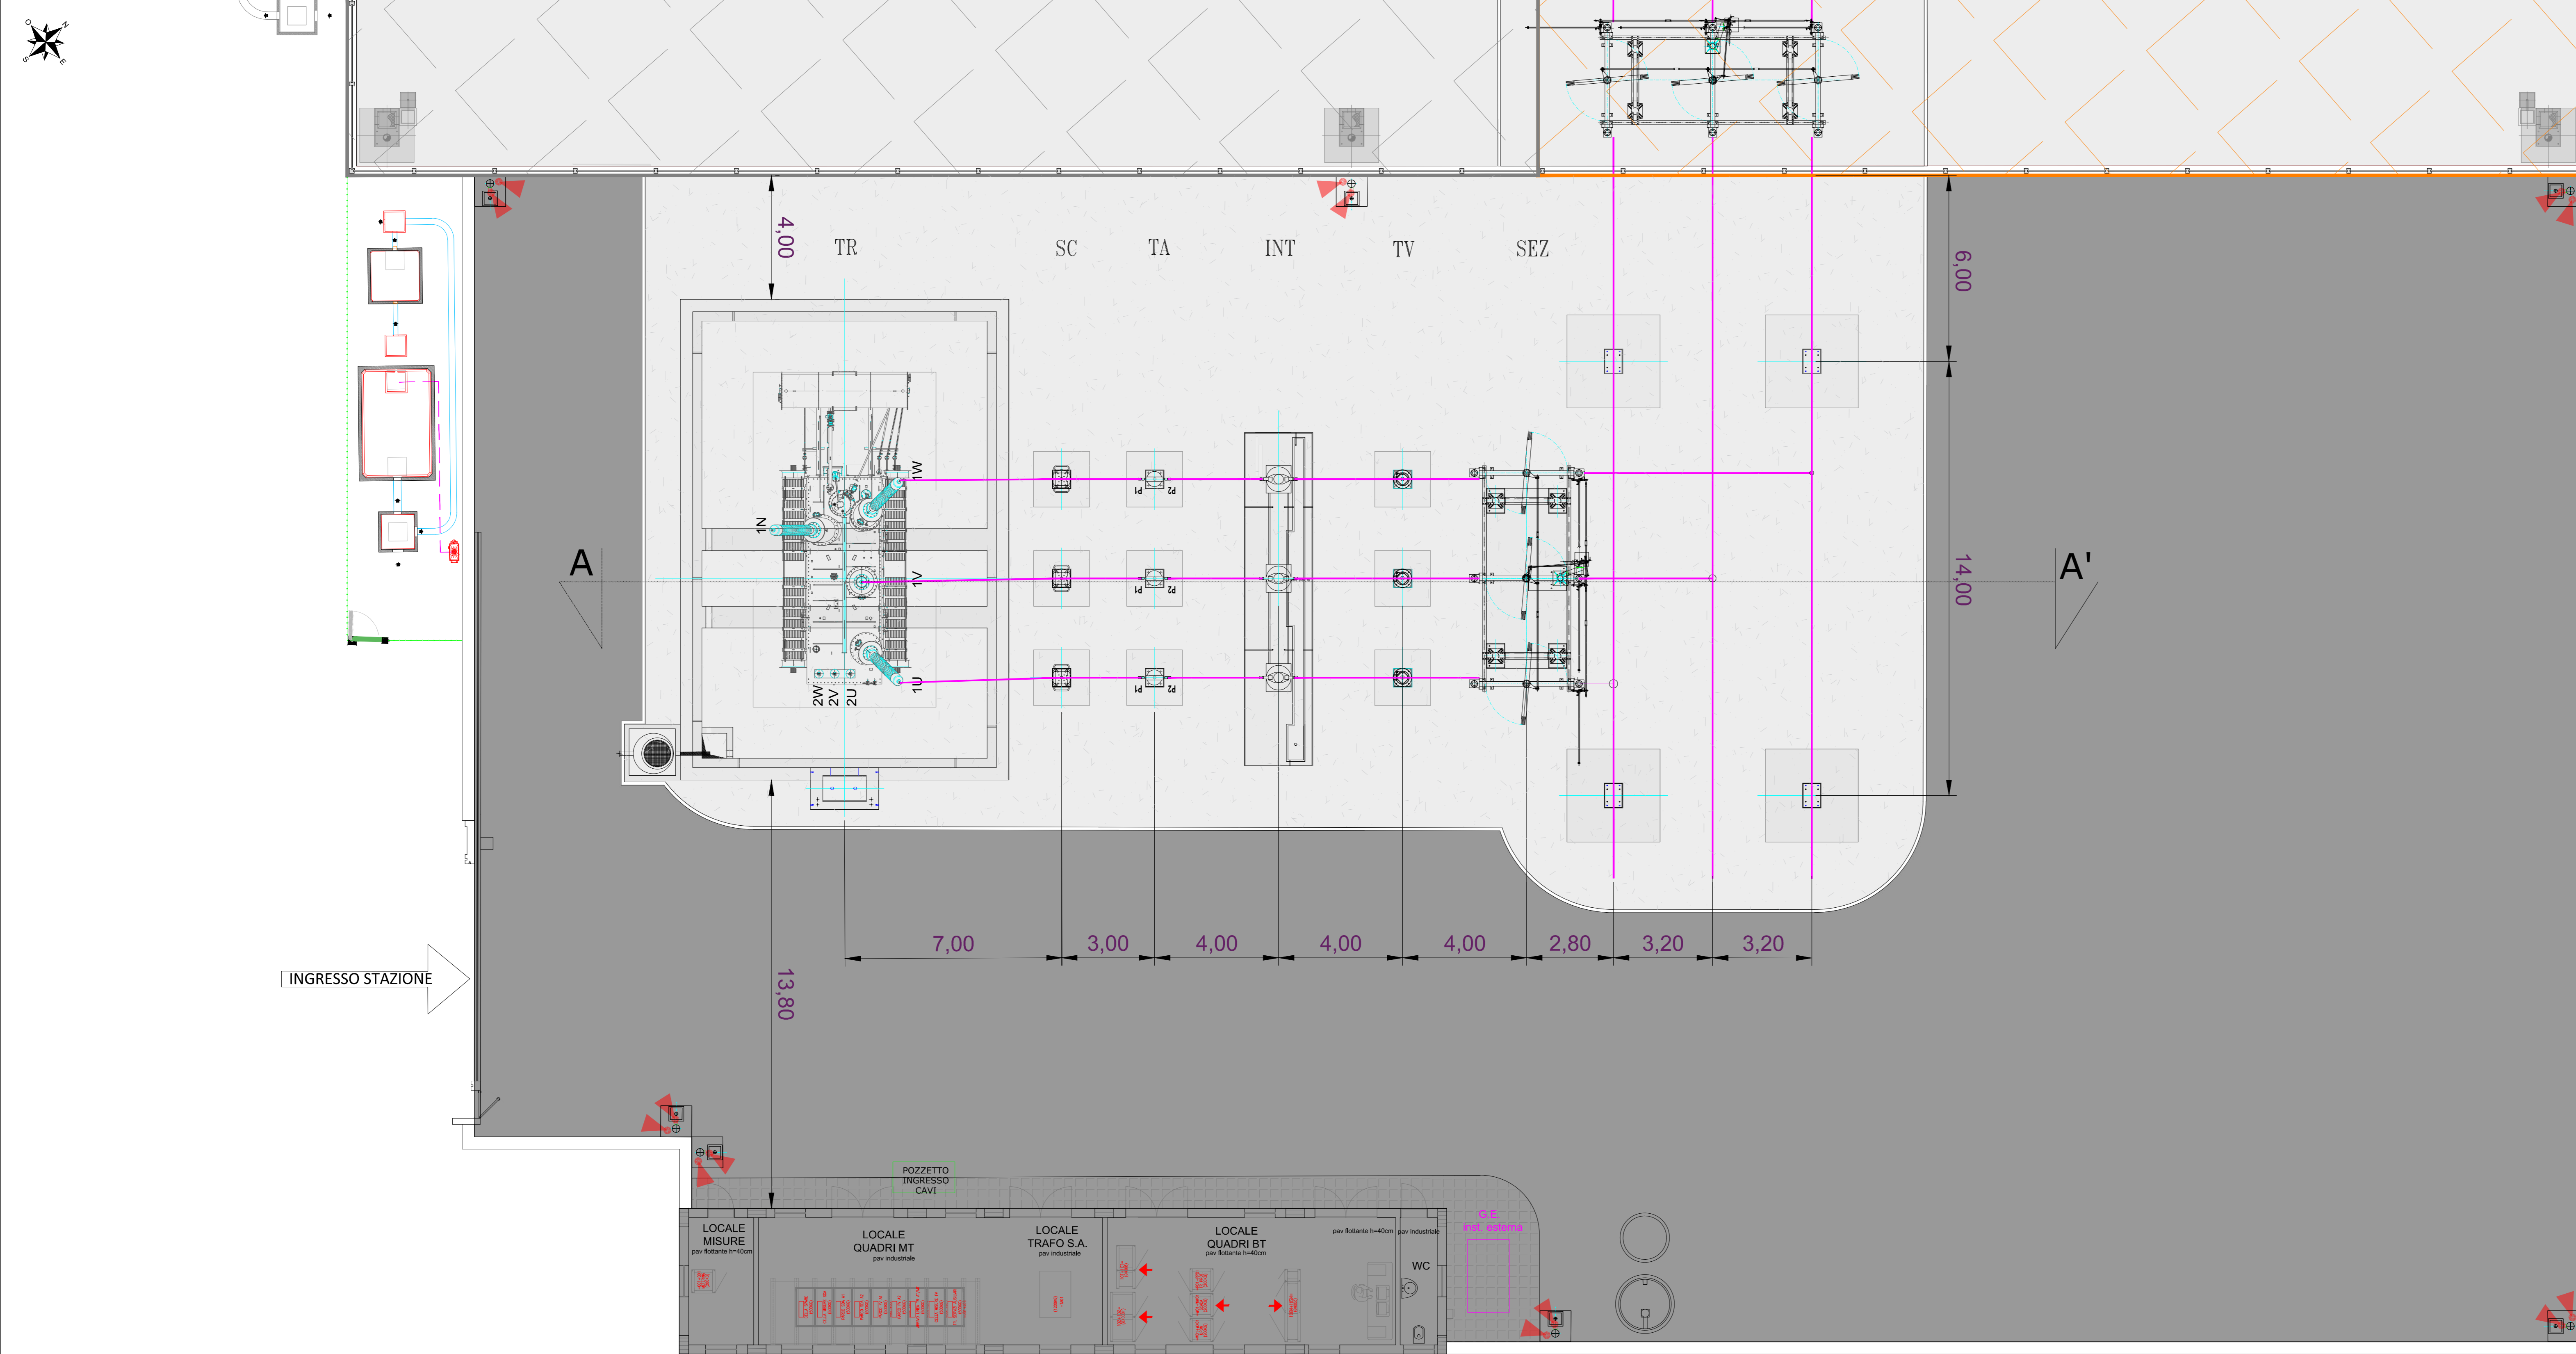 O
N
S
E
4,00
TR
SC
TA
INT
TV
SEZ
6,00
1W
1N
P1
P2
A
1V
P1
P2
A'
14,00
1U
P1
P2
2W
2V
2U
7,00
3,00
4,00
4,00
4,00
2,80
3,20
3,20
INGRESSO STAZIONE
13,80
POZZETTO
INGRESSO
CAVI
LOCALE
MISURE
pav flottante h=40cm
LOCALE
QUADRI MT
pav industriale
LOCALE
TRAFO S.A.
pav industriale
LOCALE
QUADRI BT
pav flottante h=40cm
pav flottante h=40cm
pav industriale
WC
G.E.
inst. esterna